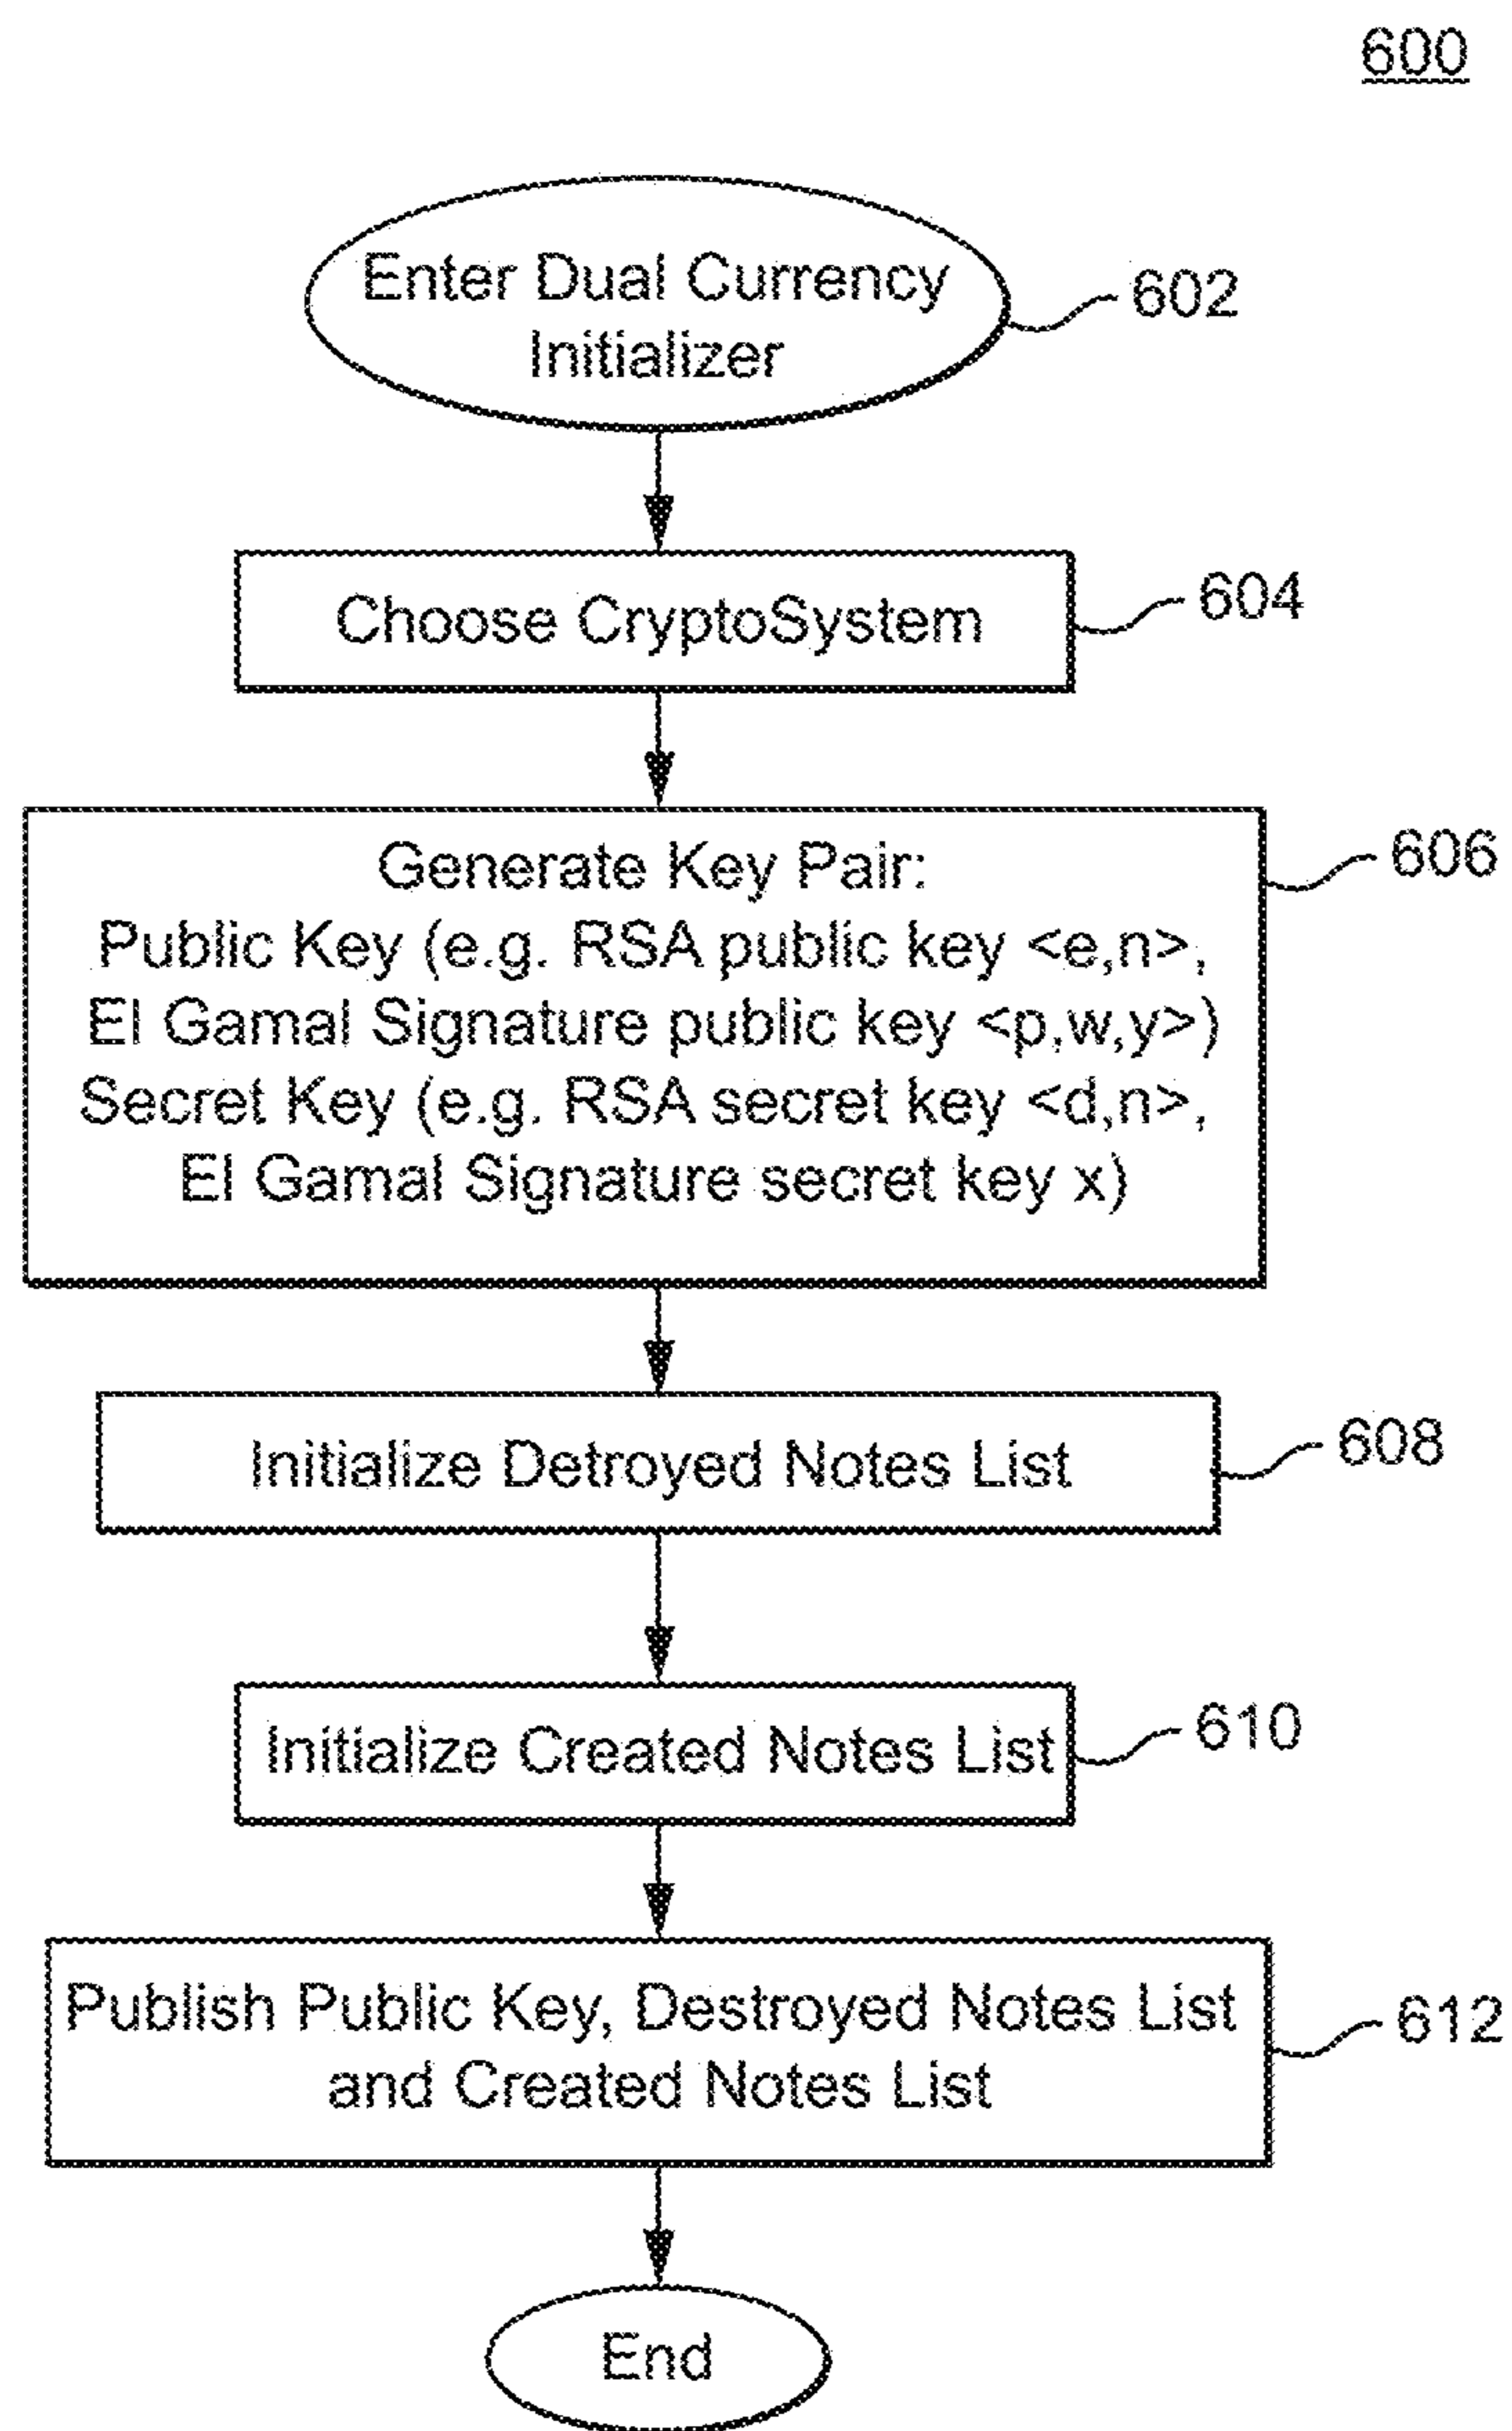 600
Enter Dual Currency
Initializer
602
Choose CryptoSystem
604
Generate Key Pair:
Public Key (e.g. RSA public key <e,n>,
El Gamal Signature public key <p,w,y>)
Secret Key (e.g. RSA secret key <d,n>,
El Gamal Signature secret key x)
606
Initialize Detroyed Notes List
608
Initialize Created Notes List
610
Publish Public Key, Destroyed Notes List
and Created Notes List
612
End